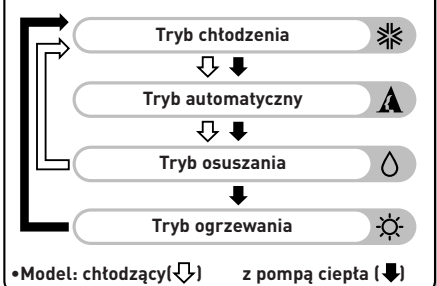 Tryb chłodzenia
Tryb automatyczny
Tryb osuszania
Tryb ogrzewania
•Model: chłodzący(⇩) z pompą ciepła (⬇)